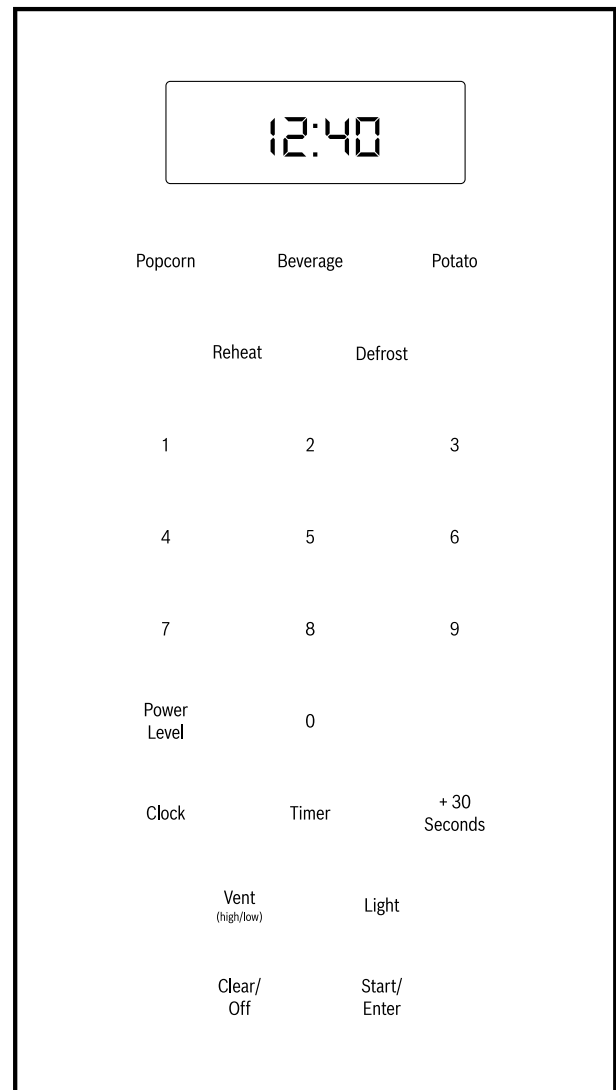 12:40
Popcorn Beverage Potato
Reheat Defrost
1 2 3
4 5 6
7 8 9
Power
Level
0
Clock Timer
+ 30
Seconds
Vent
(high/low)
Light
Clear/
Off
Start/
Enter